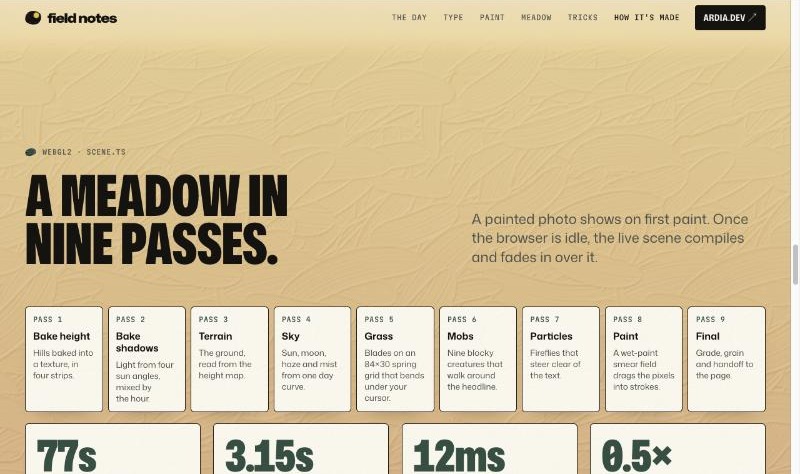 field notes
THE DAY TYPE PAINT MEADOW TRICKS HOW IT'S MADE ARDIA.DEV ↗
WEBGL2 · SCENE.TS
A MEADOW IN
NINE PASSES.
A painted photo shows on first paint. Once
the browser is idle, the live scene compiles
and fades in over it.
PASS 1
Bake height
Hills baked into
a texture, in
four strips.
PASS 2
Bake
shadows
Light from four
sun angles,
mixed by
the hour.
PASS 3
Terrain
The ground,
read from the
height map.
PASS 4
Sky
Sun, moon,
haze and mist
from one day
curve.
PASS 5
Grass
Blades on an
84×30 spring
grid that bends
under your
cursor.
PASS 6
Mobs
Nine blocky
creatures that
walk around
the headline.
PASS 7
Particles
Fireflies that
steer clear of
the text.
PASS 8
Paint
A wet-paint
smear field
drags the pixels
into strokes.
PASS 9
Final
Grade, grain
and handoff to
the page.
77s
3.15s
12ms
0.5×